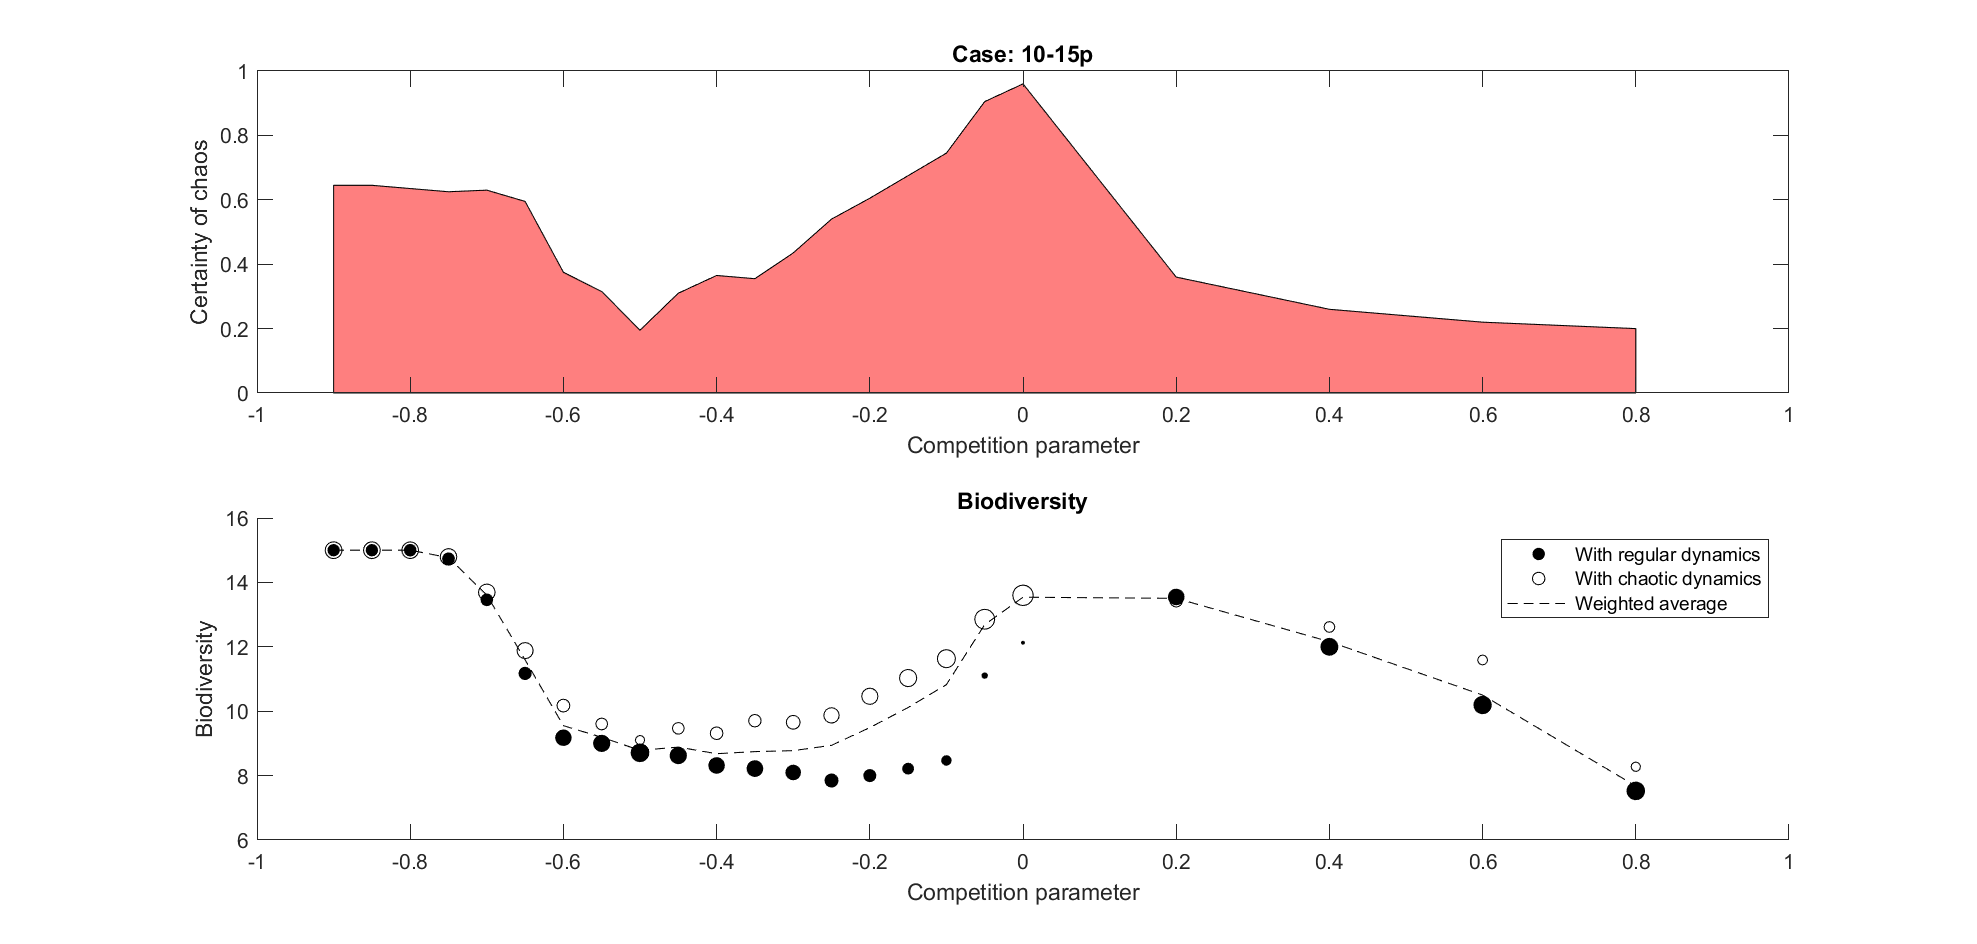 Case: 10-15p
1
0.8
0.6
0.4
0.2
0
Certainty of chaos
-1 -0.8 -0.6 -0.4 -0.2 0 0.2 0.4 0.6 0.8 1
Competition parameter
Biodiversity
16
14
12
10
8
6
Biodiversity
With regular dynamics
With chaotic dynamics
Weighted average
-1 -0.8 -0.6 -0.4 -0.2 0 0.2 0.4 0.6 0.8 1
Competition parameter